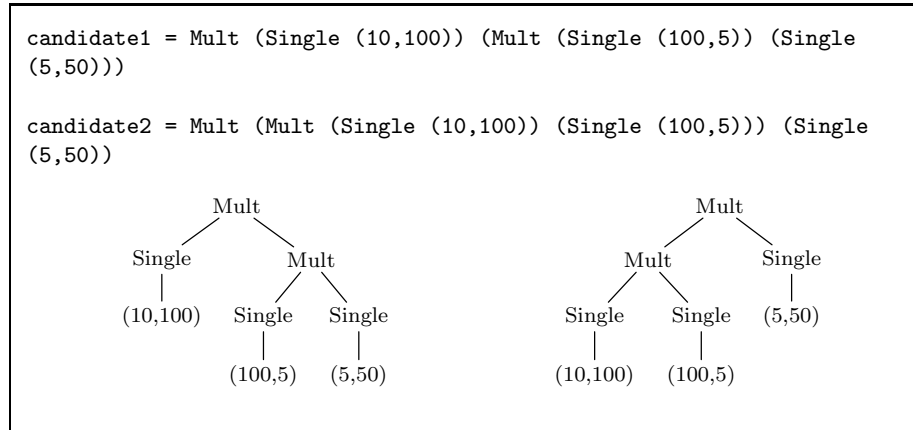 candidate1 = Mult (Single (10,100)) (Mult (Single (100,5)) (Single
(5,50)))
candidate2 = Mult (Mult (Single (10,100)) (Single (100,5))) (Single
(5,50))
Mult
Single Mult
(10,100) Single Single
(100,5) (5,50)
Mult
Mult Single
Single Single (5,50)
(10,100) (100,5)